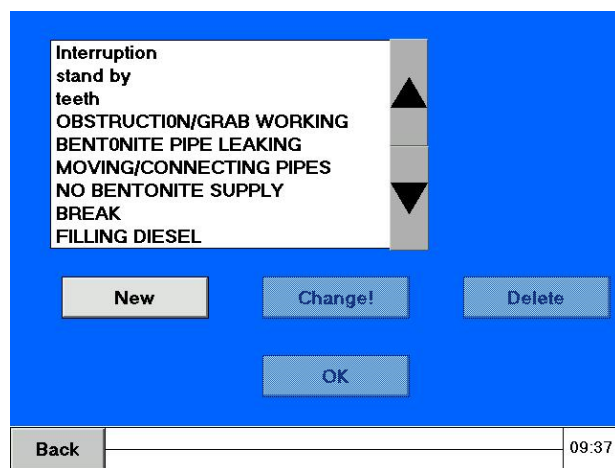 Interruption
stand by
teeth
OBSTRUCTI0N/GRAB WORKING
BENT0NITE PIPE LEAKING
MOVING/CONNECTING PIPES
NO BENTONITE SUPPLY
BREAK
FILLING DIESEL
New Change! Delete
OK
Back 09:37